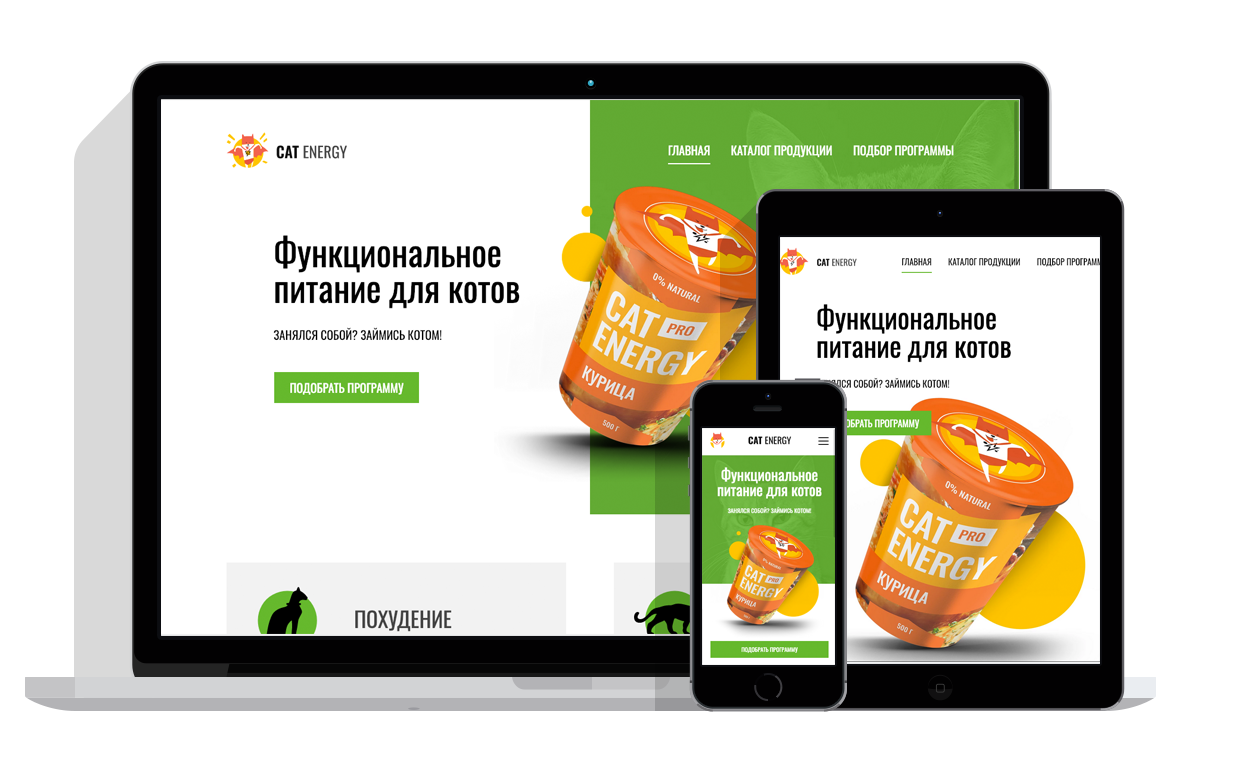 CAT ENERGY
ГЛАВНАЯ КАТАЛОГ ПРОДУКЦИИ ПОДБОР ПРОГРАММЫ
Функциональное
питание для котов
ЗАНЯЛСЯ СОБОЙ? ЗАЙМИСЬ КОТОМ!
ПОДОБРАТЬ ПРОГРАММУ
0% NATURAL
CAT PRO
ENERGY
КУРИЦА
500 Г
ПОХУДЕНИЕ
CAT ENERGY
ГЛАВНАЯ КАТАЛОГ ПРОДУКЦИИ ПОДБОР ПРОГРАММ
Функциональное
питание для котов
ЯЛСЯ СОБОЙ? ЗАЙМИСЬ КОТОМ!
ОБРАТЬ ПРОГРАММУ
0% NATURAL
CAT PRO
ENERGY
КУРИЦА
500 Г
CAT ENERGY
Функциональное
питание для котов
ЗАНЯЛСЯ СОБОЙ? ЗАЙМИСЬ КОТОМ!
CAT PRO
ENERGY
КУРИЦА
ПОДОБРАТЬ ПРОГРАММУ